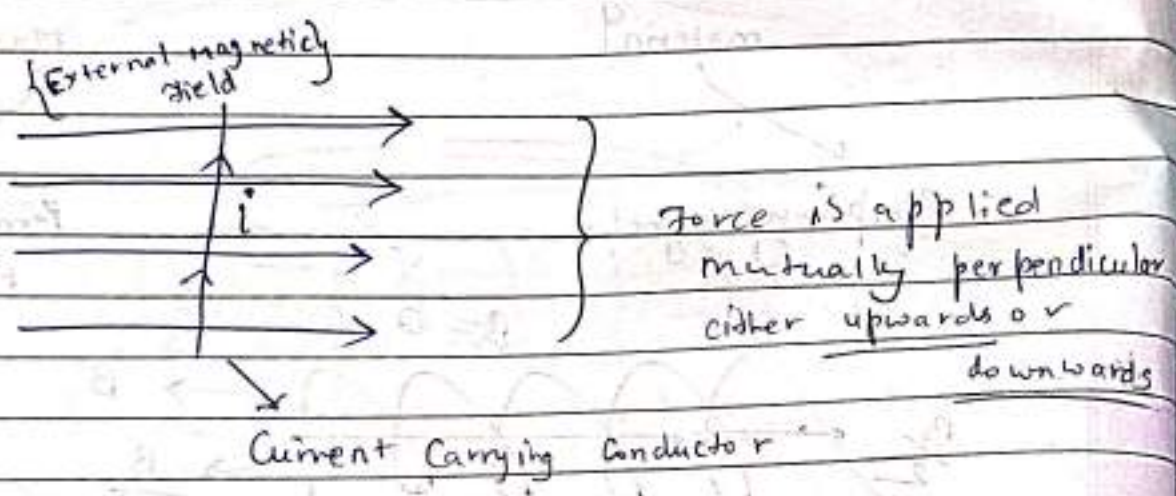 {External magnetic}
Field
i
Force is applied
mutually perpendicular
either upwards or
downwards
Current Carrying Conductor